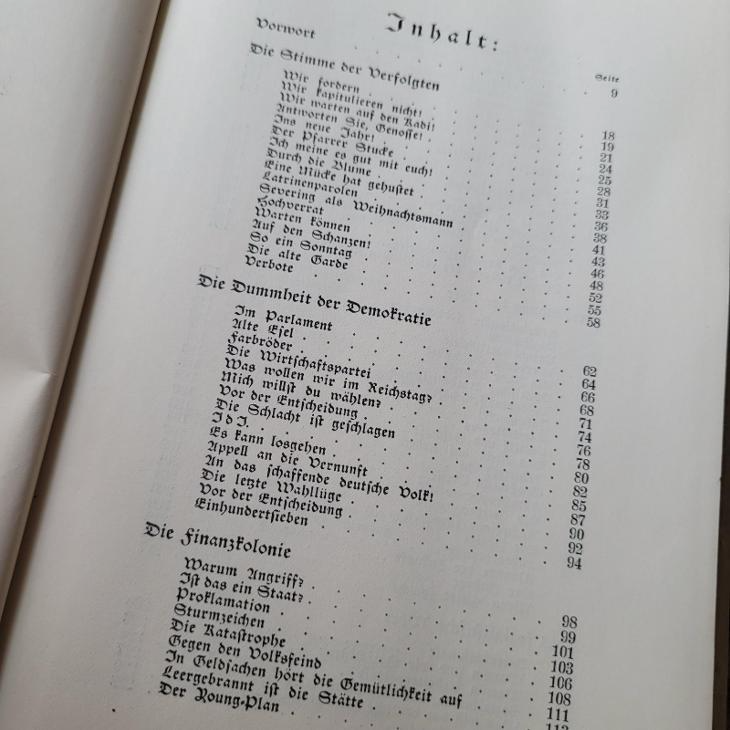 Inhalt:
Seite
Vorwort 9
Die Stimme der Verfolgten
Wir fordern 18
Wir kapitulieren nicht! 19
Wir warten auf den Kadi! 21
Antworten Sie, Genosse! 24
Ins neue Jahr! 25
Der Pfarrer Stucke 28
Ich meine es gut mit euch! 31
Durch die Blume 33
Eine Mücke hat gehustet 36
Latrinenparolen 38
Severing als Weihnachtsmann 41
Hochverrat 43
Warten können 46
Auf den Schanzen! 48
So ein Sonntag 52
Die alte Garde 55
Verbote 58
Die Dummheit der Demokratie
Im Parlament 62
Alte Esel 64
Farbröder 66
Die Wirtschaftspartei 68
Was wollen wir im Reichstag? 71
Mich willst du wählen? 74
Vor der Entscheidung 76
Die Schlacht ist geschlagen 78
I d I. 80
Es kann losgehen 82
Appell an die Vernunft 85
An das schaffende deutsche Volk! 87
Die letzte Wahllüge 90
Vor der Entscheidung 92
Einhundertsieben 94
Die Finanzkolonie
Warum Angriff? 98
Ist das ein Staat? 99
Proklamation 101
Sturmzeichen 103
Die Katastrophe 106
Gegen den Volksfeind 108
In Geldsachen hört die Gemütlichkeit auf 111
Leergebrannt ist die Stätte
Der Young-Plan